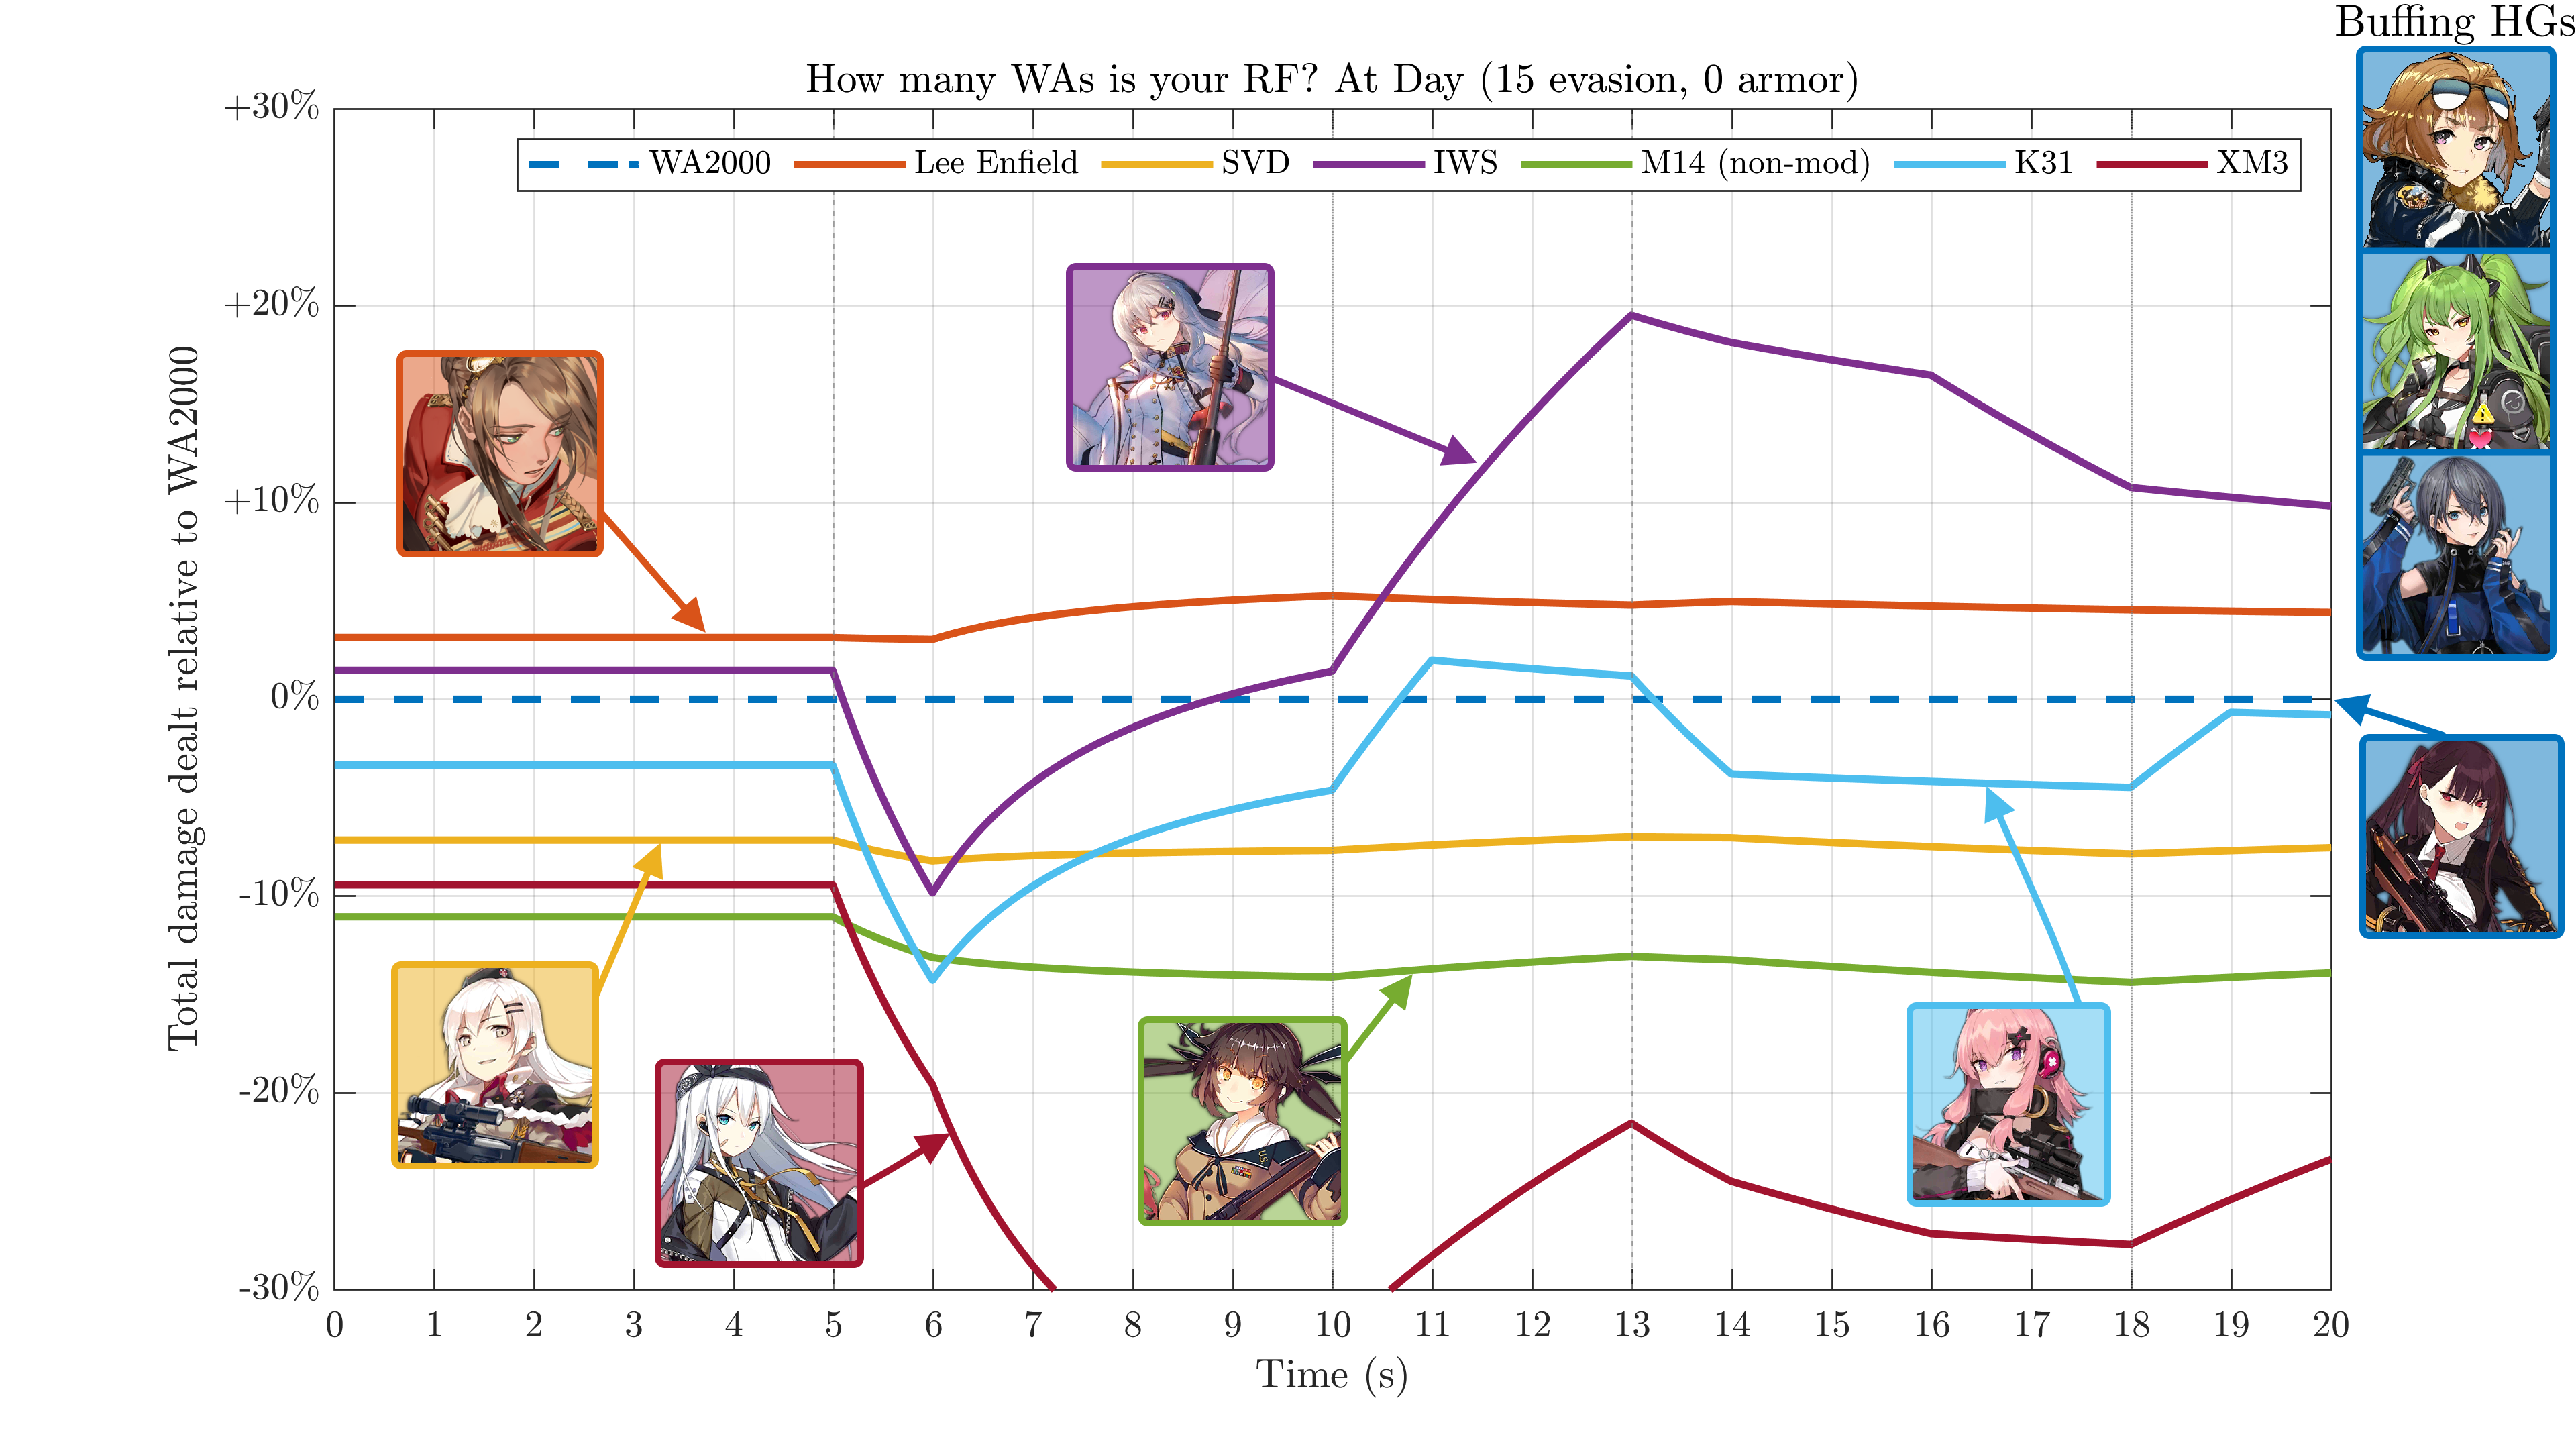 Buffing HGs
How many WAs is your RF? At Day (15 evasion, 0 armor)
WA2000 Lee Enfield SVD IWS M14 (non-mod) K31 XM3
Total damage dealt relative to WA2000
+30%
+20%
+10%
0%
-10%
-20%
-30%
0 1 2 3 4 5 6 7 8 9 10 11 12 13 14 15 16 17 18 19 20
Time (s)